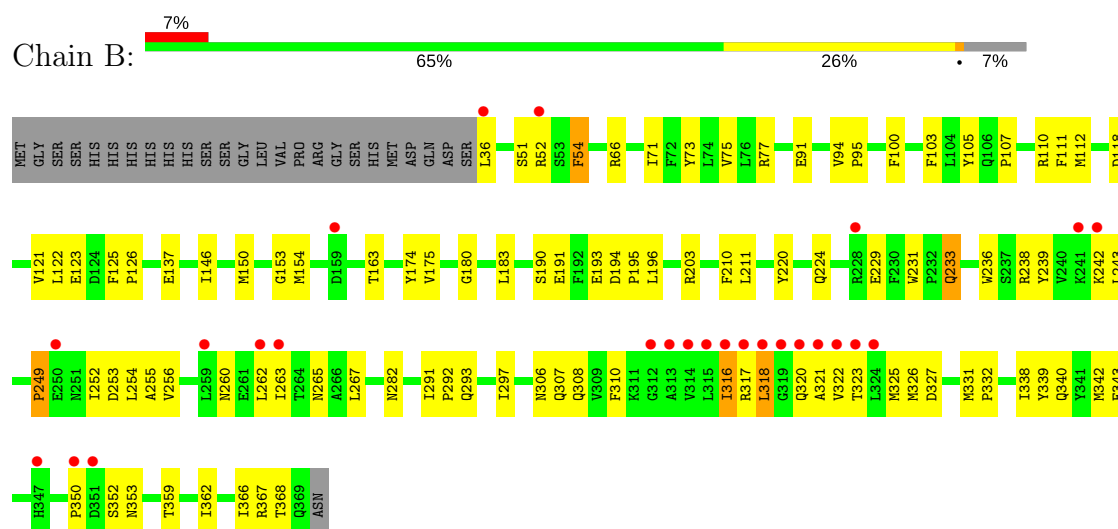 7%
Chain B:
65% 26% • 7%
MET GLY SER SER HIS HIS HIS HIS HIS HIS SER SER GLY LEU VAL PRO ARG GLY SER HIS MET ASP GLN ASP SER L36 S51 R52 S53 F54 R66 I71 F72 Y73 L74 V75 L76 R77 E91 V94 P95 F100 F103 L104 Y105 Q106 P107 R110 F111 M112 D118
V121 L122 E123 D124 F125 P126 E137 I146 M150 G153 M154 D159 T163 Y174 V175 G180 L183 S190 E191 F192 E193 D194 P195 L196 R203 F210 L211 Y220 Q224 R228 E229 F230 W231 P232 Q233 W236 S237 R238 Y239 V240 K241 K242 L243
P249 E250 N251 I252 D253 L254 A255 V256 L259 N260 E261 L262 I263 T264 N265 A266 L267 N282 I291 P292 Q293 I297 N306 Q307 Q308 V309 F310 K311 G312 A313 V314 L315 I316 R317 L318 G319 Q320 A321 V322 T323 L324 M325 M326 D327 M331 P332 I338 Y339 Q340 Y341 M342 E343
H347 P350 D351 S352 N353 T359 I362 I366 R367 T368 Q369 ASN